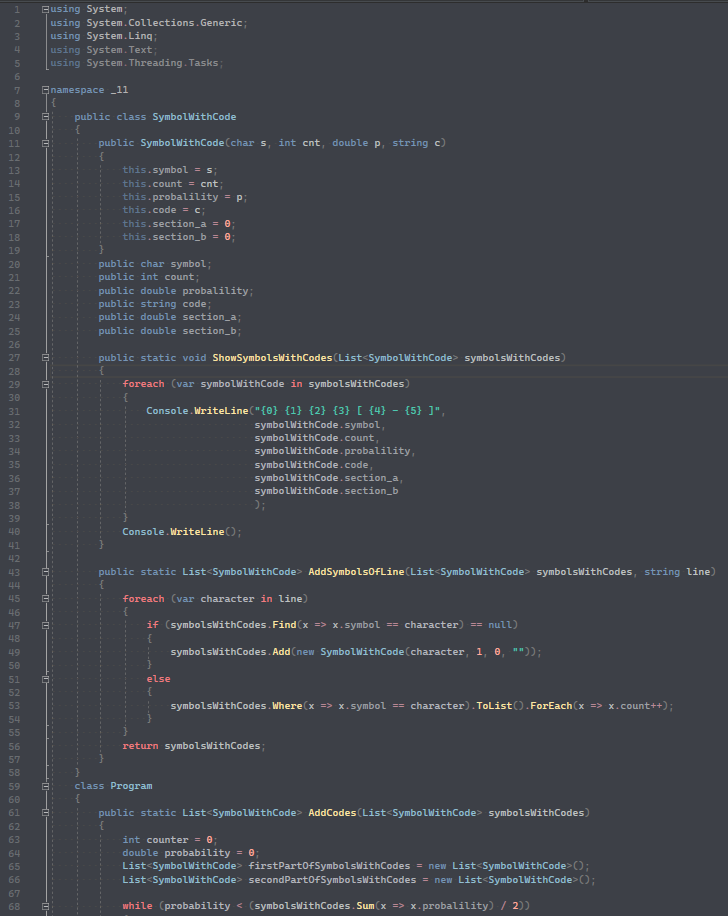 1 using System;
2 using System.Collections.Generic;
3 using System.Linq;
4 using System.Text;
5 using System.Threading.Tasks;
6
7 namespace _11
8 {
9 public class SymbolWithCode
10 {
11 public SymbolWithCode(char s, int cnt, double p, string c)
12 {
13 this.symbol = s;
14 this.count = cnt;
15 this.probalility = p;
16 this.code = c;
17 this.section_a = 0;
18 this.section_b = 0;
19 }
20 public char symbol;
21 public int count;
22 public double probalility;
23 public string code;
24 public double section_a;
25 public double section_b;
26
27 public static void ShowSymbolsWithCodes(List<SymbolWithCode> symbolsWithCodes)
28 {
29 foreach (var symbolWithCode in symbolsWithCodes)
30 {
31 Console.WriteLine("{0} {1} {2} {3} [ {4} - {5} ]",
32 symbolWithCode.symbol,
33 symbolWithCode.count,
34 symbolWithCode.probalility,
35 symbolWithCode.code,
36 symbolWithCode.section_a,
37 symbolWithCode.section_b
38 );
39 }
40 Console.WriteLine();
41 }
42
43 public static List<SymbolWithCode> AddSymbolsOfLine(List<SymbolWithCode> symbolsWithCodes, string line)
44 {
45 foreach (var character in line)
46 {
47 if (symbolsWithCodes.Find(x => x.symbol == character) == null)
48 {
49 symbolsWithCodes.Add(new SymbolWithCode(character, 1, 0, ""));
50 }
51 else
52 {
53 symbolsWithCodes.Where(x => x.symbol == character).ToList().ForEach(x => x.count++);
54 }
55 }
56 return symbolsWithCodes;
57 }
58 }
59 class Program
60 {
61 public static List<SymbolWithCode> AddCodes(List<SymbolWithCode> symbolsWithCodes)
62 {
63 int counter = 0;
64 double probability = 0;
65 List<SymbolWithCode> firstPartOfSymbolsWithCodes = new List<SymbolWithCode>();
66 List<SymbolWithCode> secondPartOfSymbolsWithCodes = new List<SymbolWithCode>();
67
68 while (probability < (symbolsWithCodes.Sum(x => x.probalility) / 2))